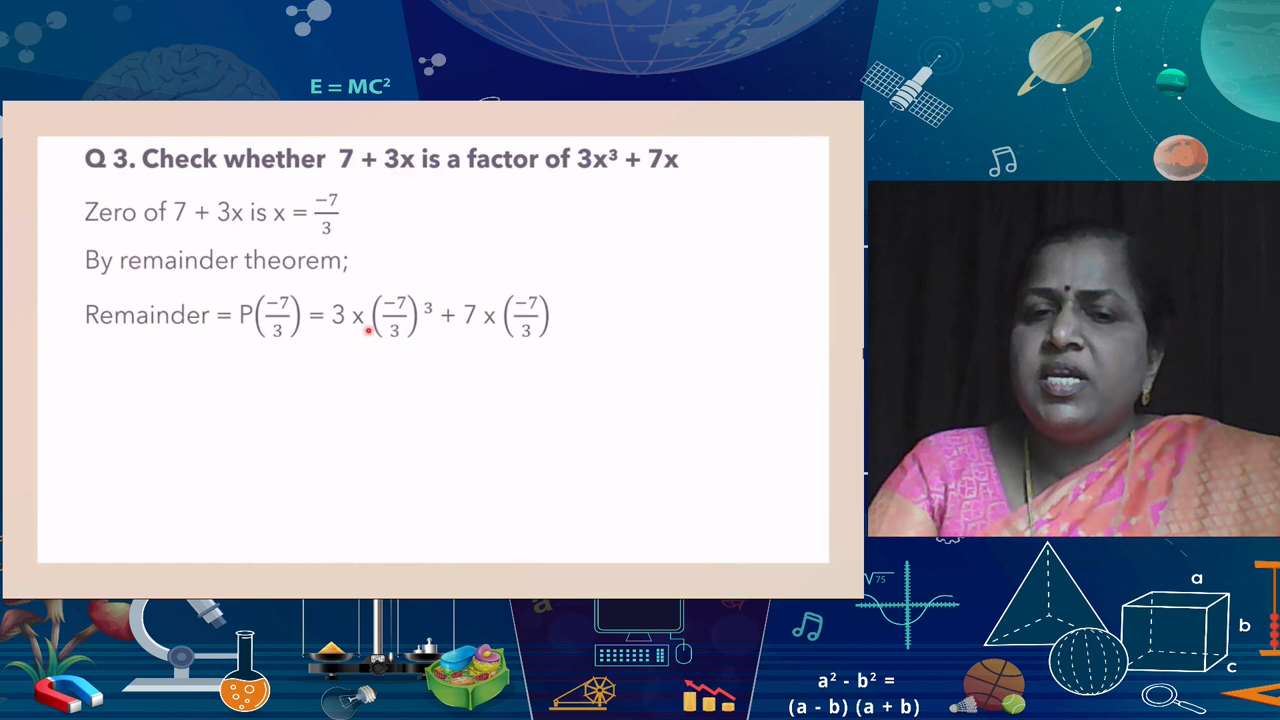 E = MC²
Q 3. Check whether 7 + 3x is a factor of 3x³ + 7x
Zero of 7 + 3x is x = −7/3
By remainder theorem;
Remainder = P(−7/3) = 3 x (−7/3)³ + 7 x (−7/3)
√75
a
b
c
a² - b² =
(a - b) (a + b)